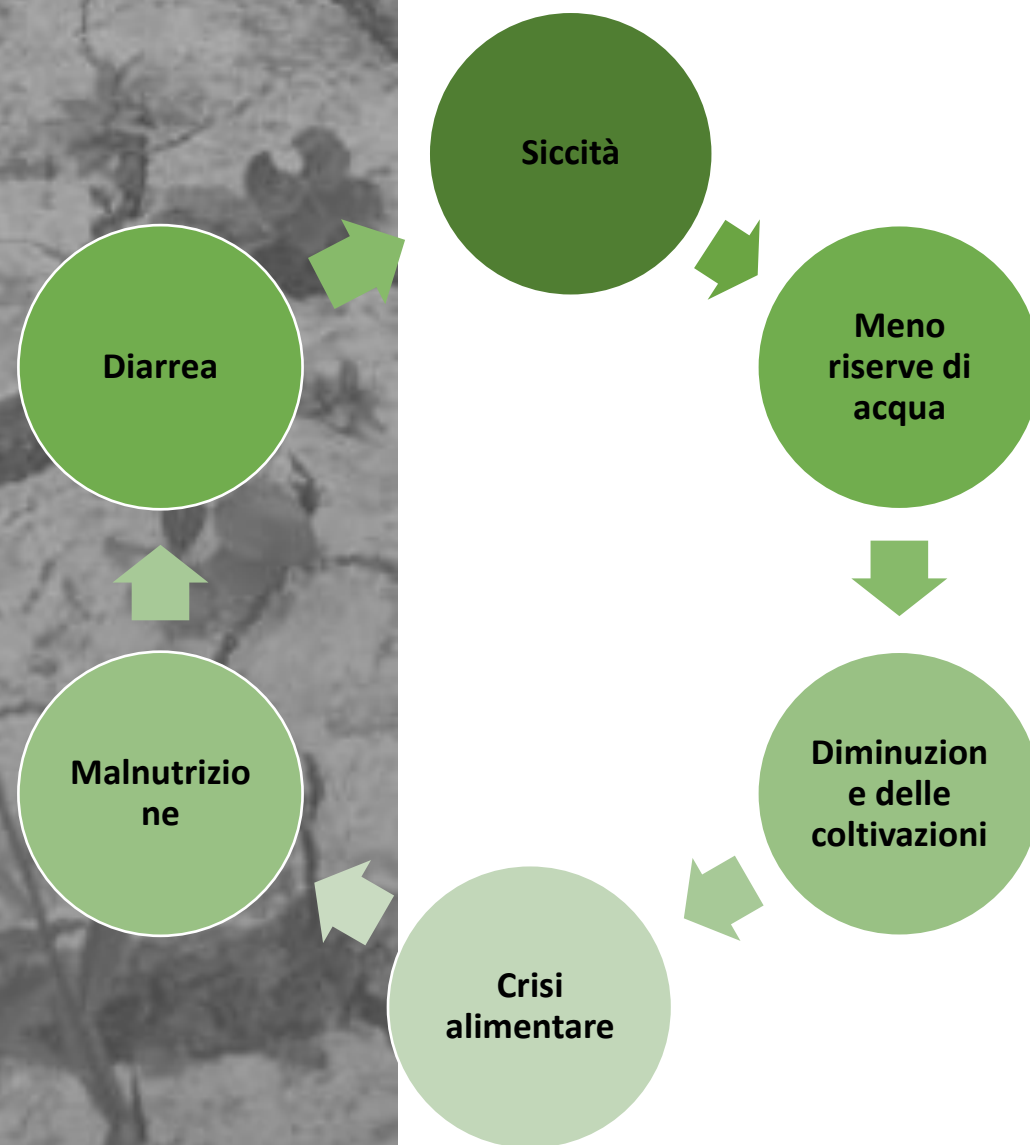 Siccità
Meno
riserve di
acqua
Diminuzion
e delle
coltivazioni
Crisi
alimentare
Malnutrizio
ne
Diarrea